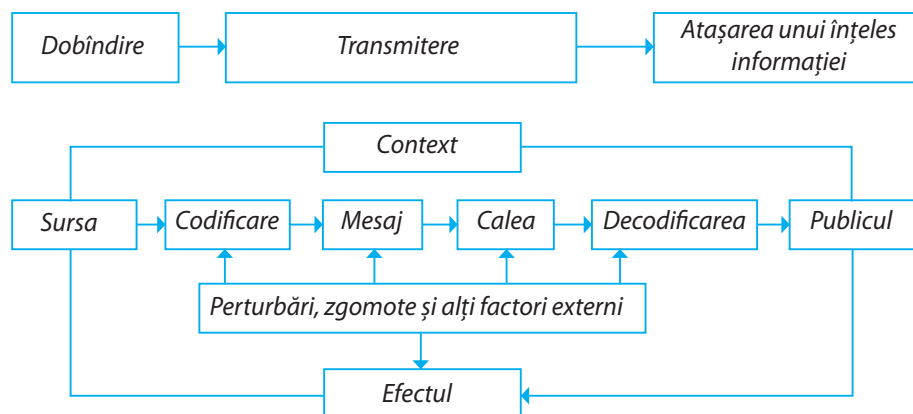 Dobîndire
Transmitere
Atașarea unui înțeles
informației
Context
Sursa
Codificare
Mesaj
Calea
Decodificarea
Publicul
Perturbări, zgomote și alți factori externi
Efectul